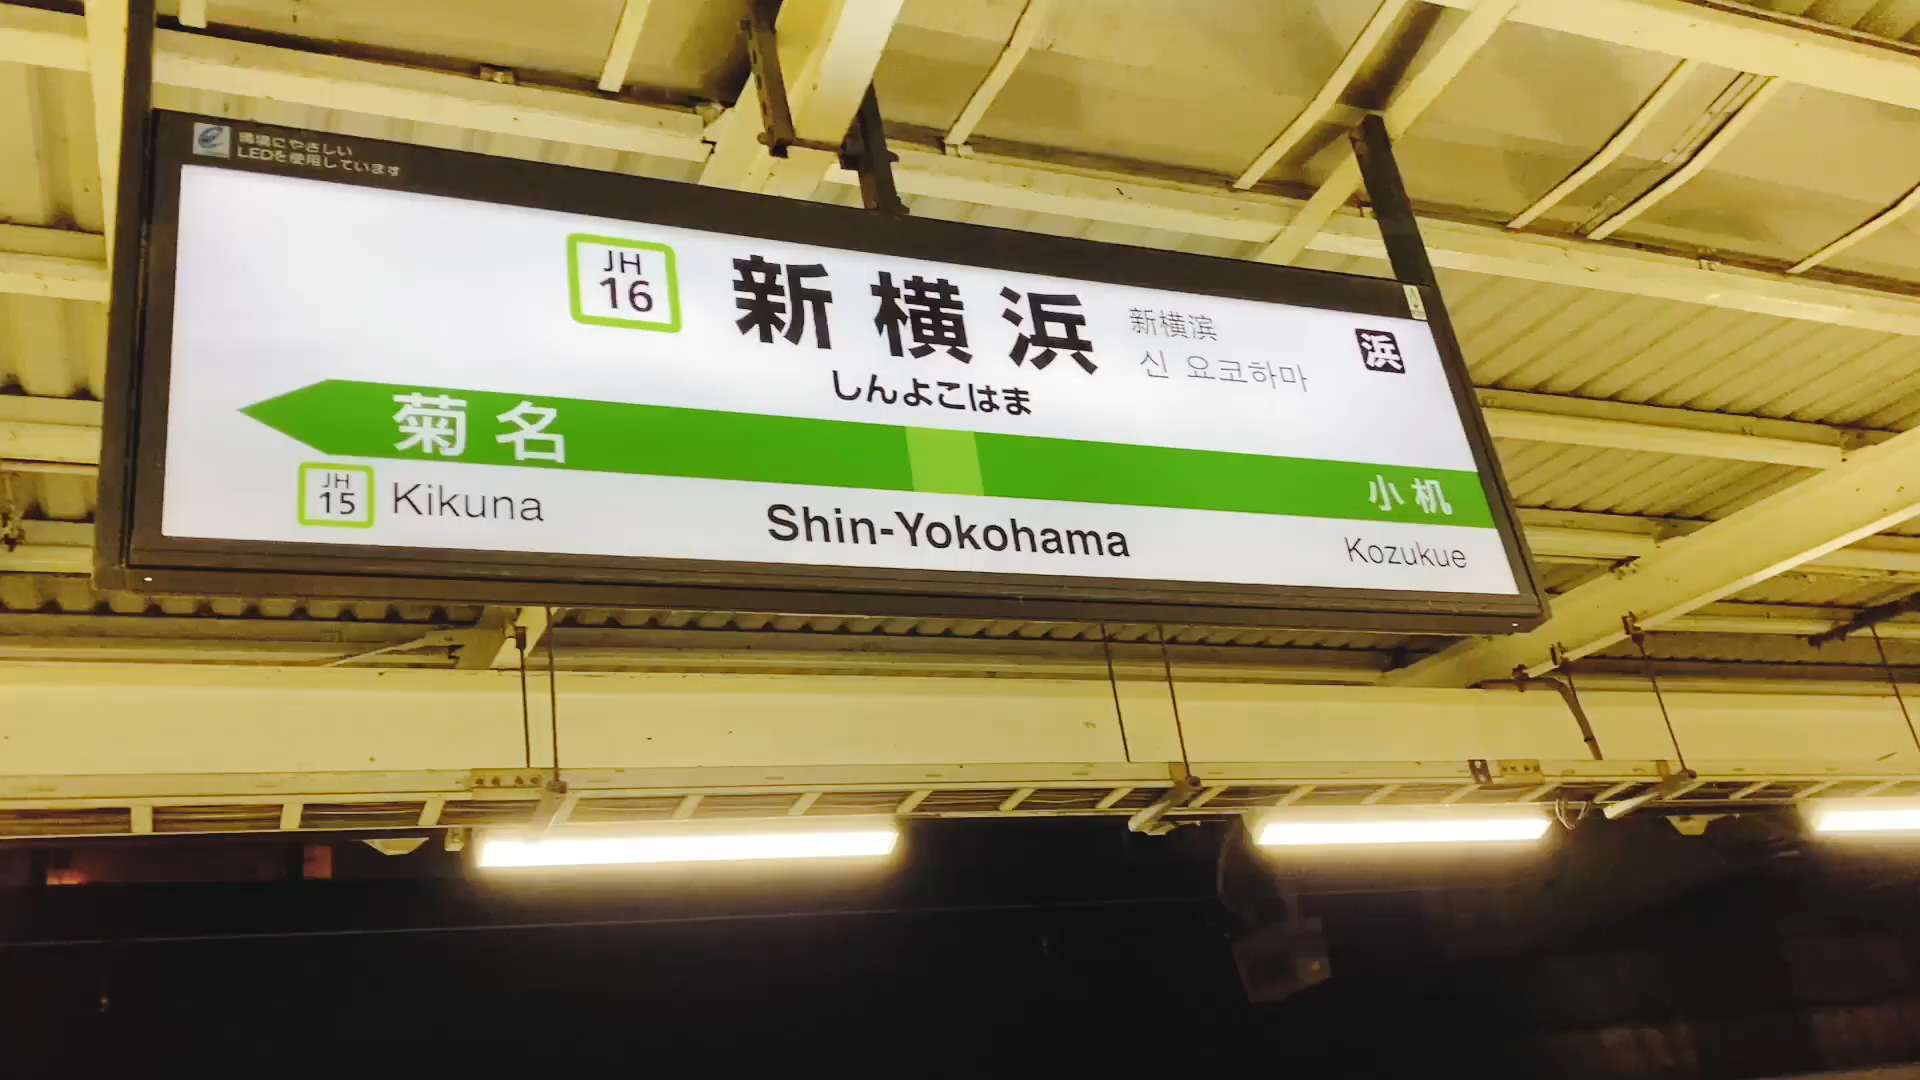 環境にやさしい
LEDを使用しています
JH
16
新横浜
新横滨
신 요코하마
浜
しんよこはま
菊名
小机
JH
15
Kikuna
Shin-Yokohama
Kozukue